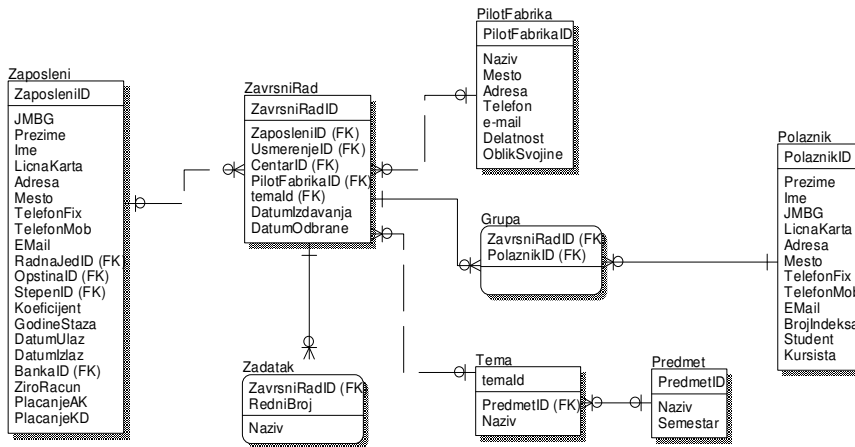 Zaposleni
ZaposleniID
JMBG
Prezime
Ime
LicnaKarta
Adresa
Mesto
TelefonFix
TelefonMob
EMail
RadnaJedID (FK)
OpstinaID (FK)
StepenID (FK)
Koeficijent
GodineStaza
DatumUlaz
DatumIzlaz
BankaID (FK)
ZiroRacun
PlacanjeAK
PlacanjeKD
ZavrsniRad
ZavrsniRadID
ZaposleniID (FK)
UsmerenjeID (FK)
CentarID (FK)
PilotFabrikaID (FK)
temaId (FK)
DatumIzdavanja
DatumOdbrane
Zadatak
ZavrsniRadID (FK)
RedniBroj
Naziv
PilotFabrika
PilotFabrikaID
Naziv
Mesto
Adresa
Telefon
e-mail
Delatnost
OblikSvojine
Grupa
ZavrsniRadID (FK)
PolaznikID (FK)
Tema
temaId
PredmetID (FK)
Naziv
Predmet
PredmetID
Naziv
Semestar
Polaznik
PolaznikID
Prezime
Ime
JMBG
LicnaKarta
Adresa
Mesto
TelefonFix
TelefonMob
EMail
BrojIndeksa
Student
Kursista